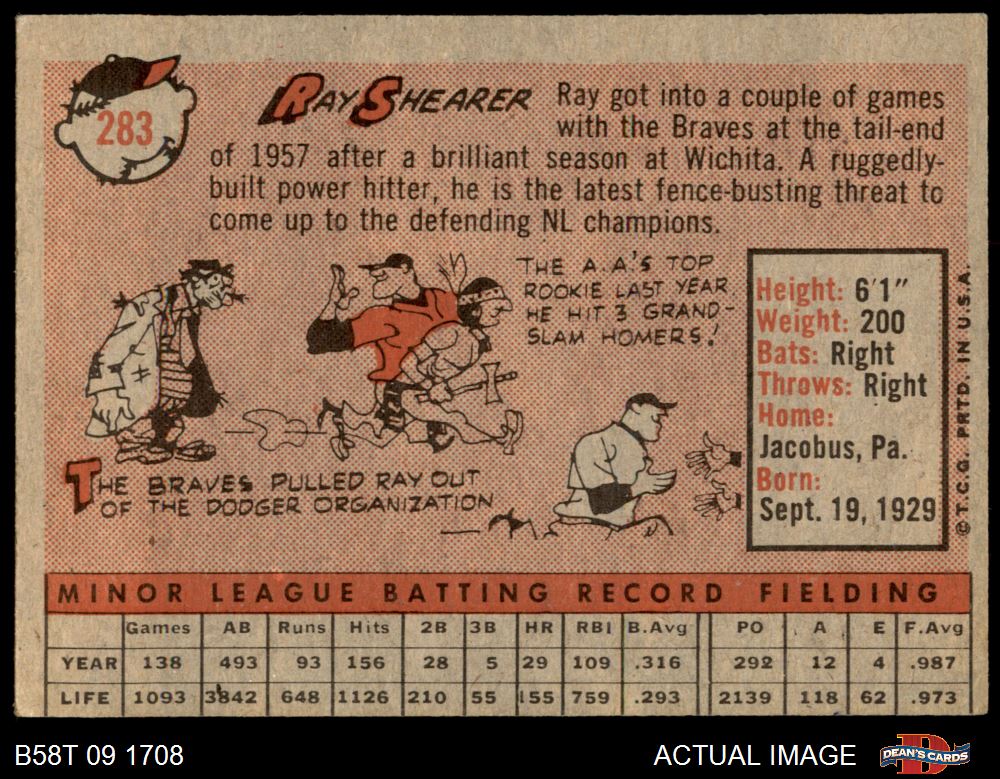 283
RAY SHEARER
Ray got into a couple of games
with the Braves at the tail-end
of 1957 after a brilliant season at Wichita. A ruggedly-
built power hitter, he is the latest fence-busting threat to
come up to the defending NL champions.
THE A.A.'S TOP
ROOKIE LAST YEAR
HE HIT 3 GRAND-
SLAM HOMERS!
THE BRAVES PULLED RAY OUT
OF THE DODGER ORGANIZATION
Height: 6'1"
Weight: 200
Bats: Right
Throws: Right
Home:
Jacobus, Pa.
Born:
Sept. 19, 1929
©T.C.G. PRTD. IN U.S.A.
MINOR LEAGUE BATTING RECORD FIELDING
Games AB Runs Hits 2B 3B HR RBI B.Avg PO A E F.Avg
YEAR 138 493 93 156 28 5 29 109 .316 292 12 4 .987
LIFE 1093 3842 648 1126 210 55 155 759 .293 2139 118 62 .973
B58T 09 1708 ACTUAL IMAGE DEAN'S CARDS